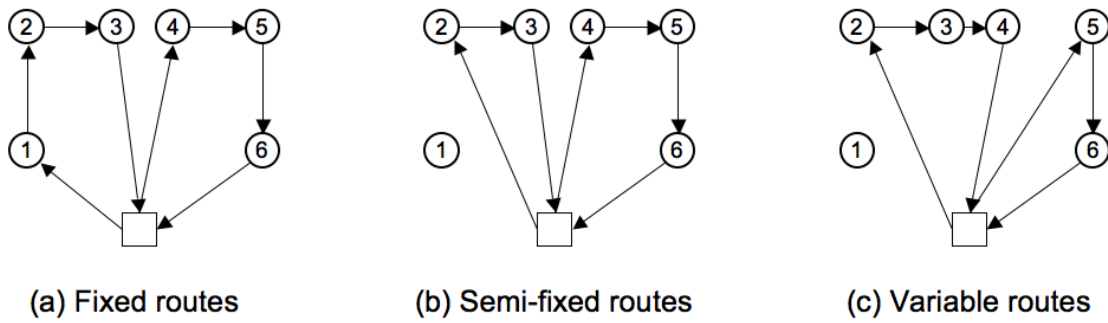 2 3 4 5 2 3 4 5 2 3 4 5
1 6 1 6 1 6
(a) Fixed routes (b) Semi-fixed routes (c) Variable routes